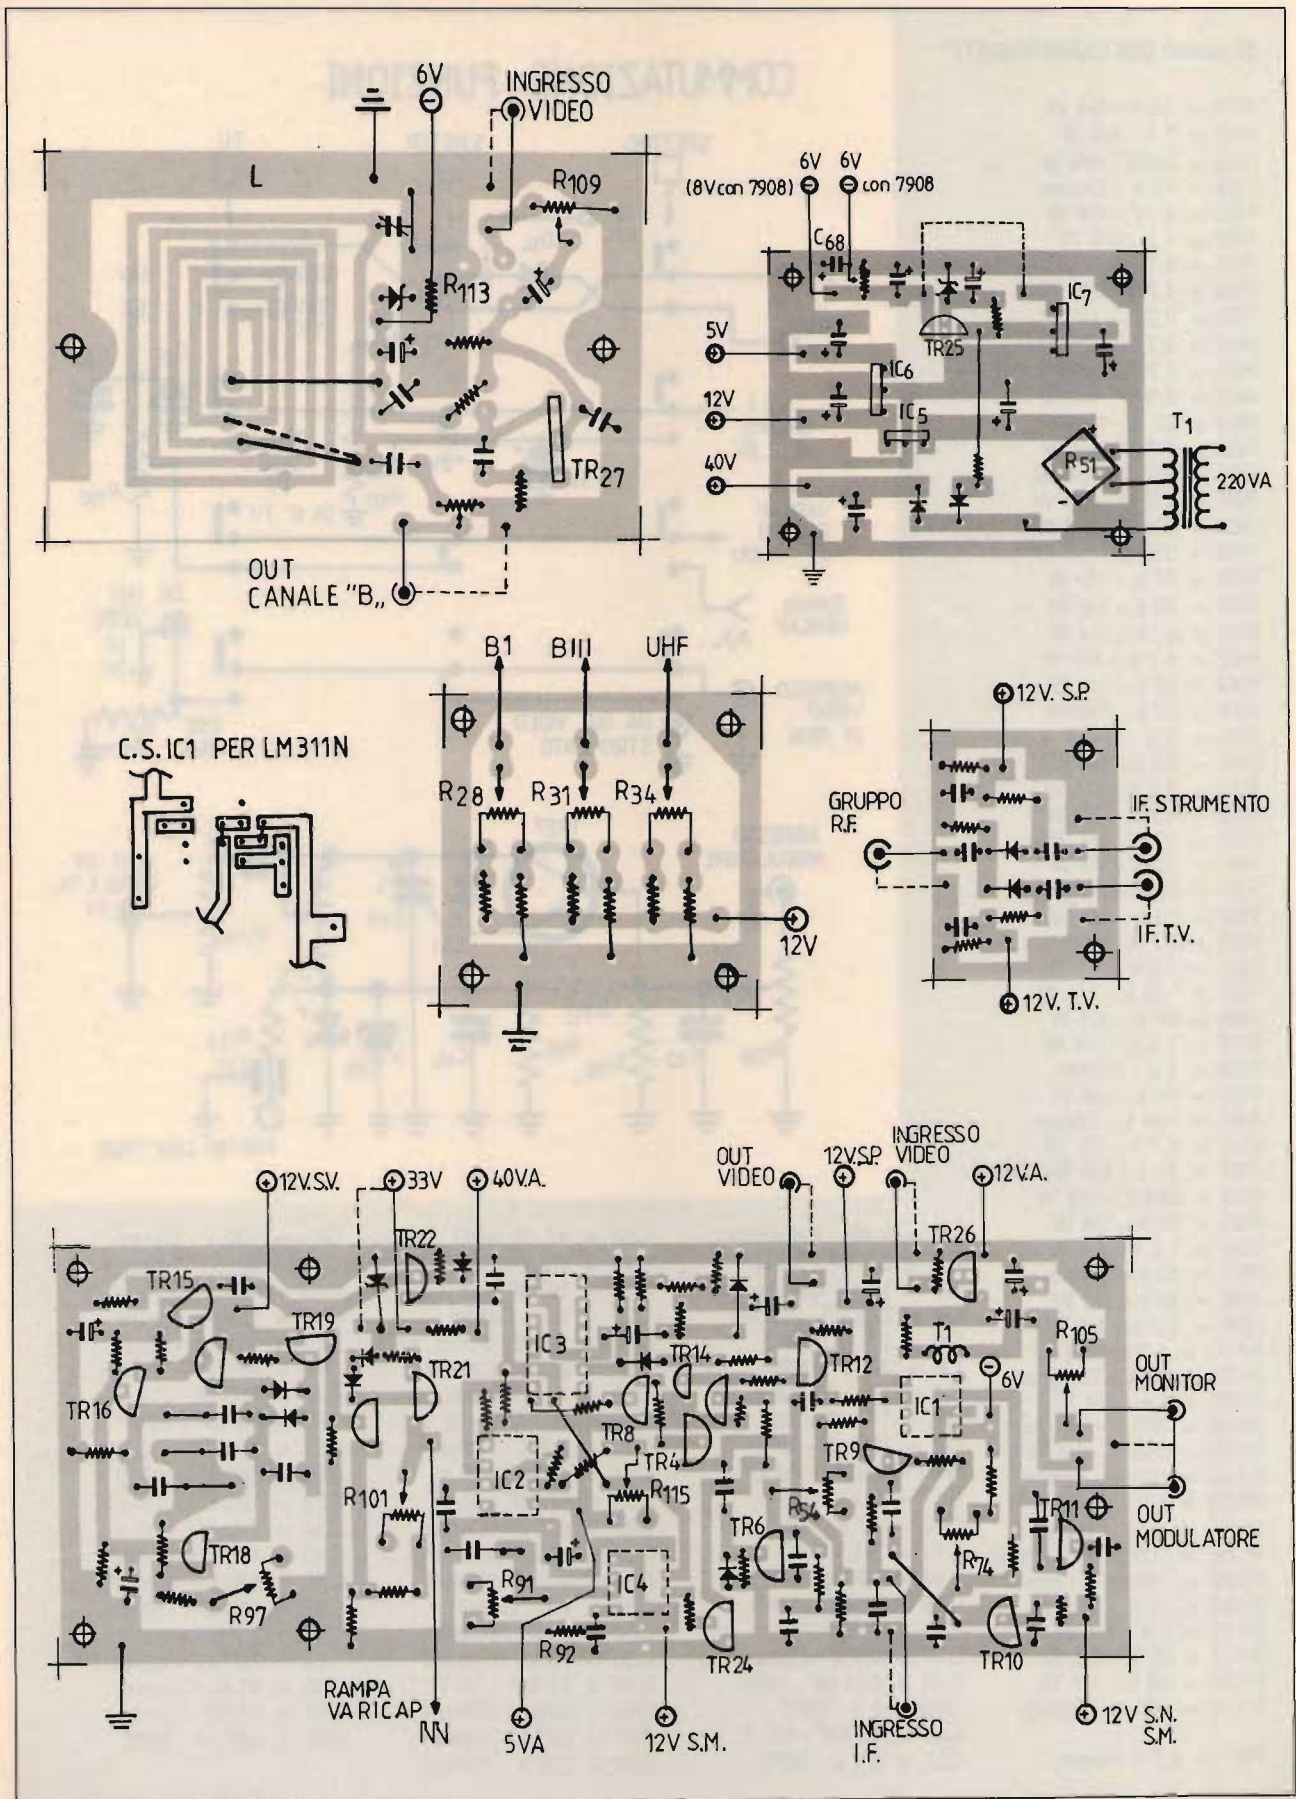 6V
INGRESSO
VIDEO
L
R109
R113
TR27
OUT
CANALE "B"
6V
6V
(8V con 7908)
con 7908
C68
IC7
TR25
5V
IC6
12V
IC5
40V
R51
T1
220VA
B1
BIII
UHF
R28
R31
R34
12V
C.S. IC1 PER LM311N
12V. S.P.
GRUPPO
R.F.
IF. STRUMENTO
IF. T.V.
12V. T.V.
12V.S.V.
33V
40V.A.
OUT
VIDEO
12V.S.P.
INGRESSO
VIDEO
12V.A.
TR15
TR22
TR26
TR19
IC3
TR14
TR12
T1
R105
6V
OUT
MONITOR
TR16
TR21
IC1
TR8
TR4
TR9
IC2
R101
R115
R54
TR11
OUT
MODULATORE
TR6
TR18
R97
R91
IC4
R74
R92
TR24
TR10
RAMPA
VARICAP
5VA
12V S.M.
INGRESSO
I.F.
12V S.N.
S.M.